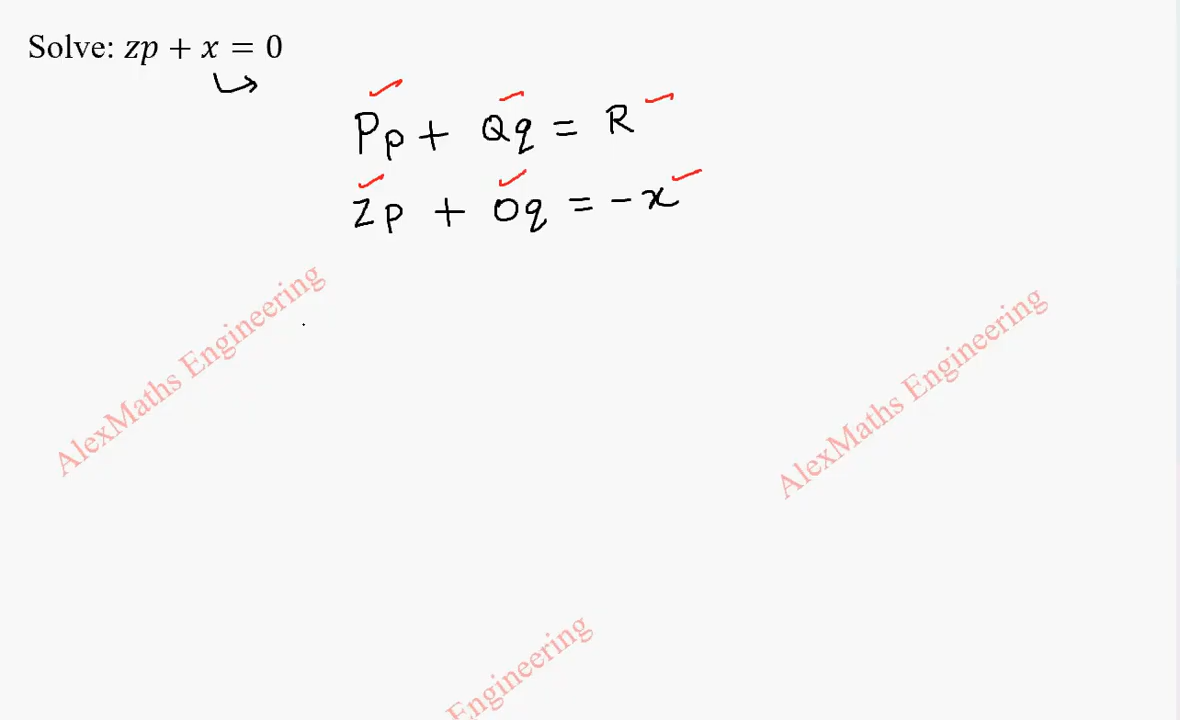 Solve: zp + x = 0
Pp + Qq = R
Zp + 0q = -x
AlexMaths Engineering
AlexMaths Engineering
Engineering